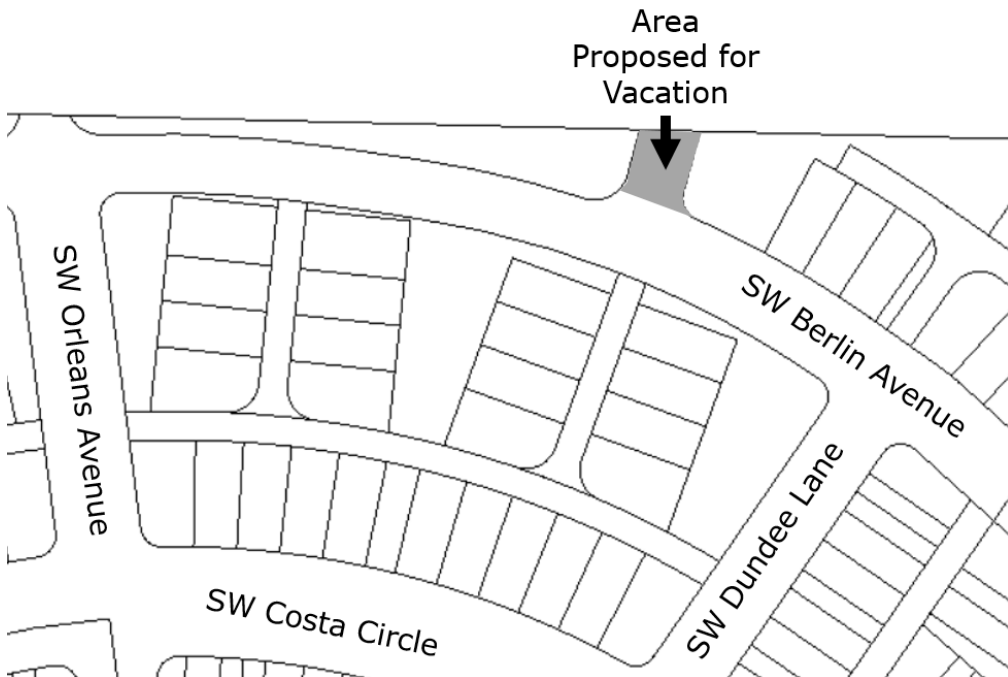 Area
Proposed for
Vacation
SW Orleans Avenue
SW Berlin Avenue
SW Dundee Lane
SW Costa Circle